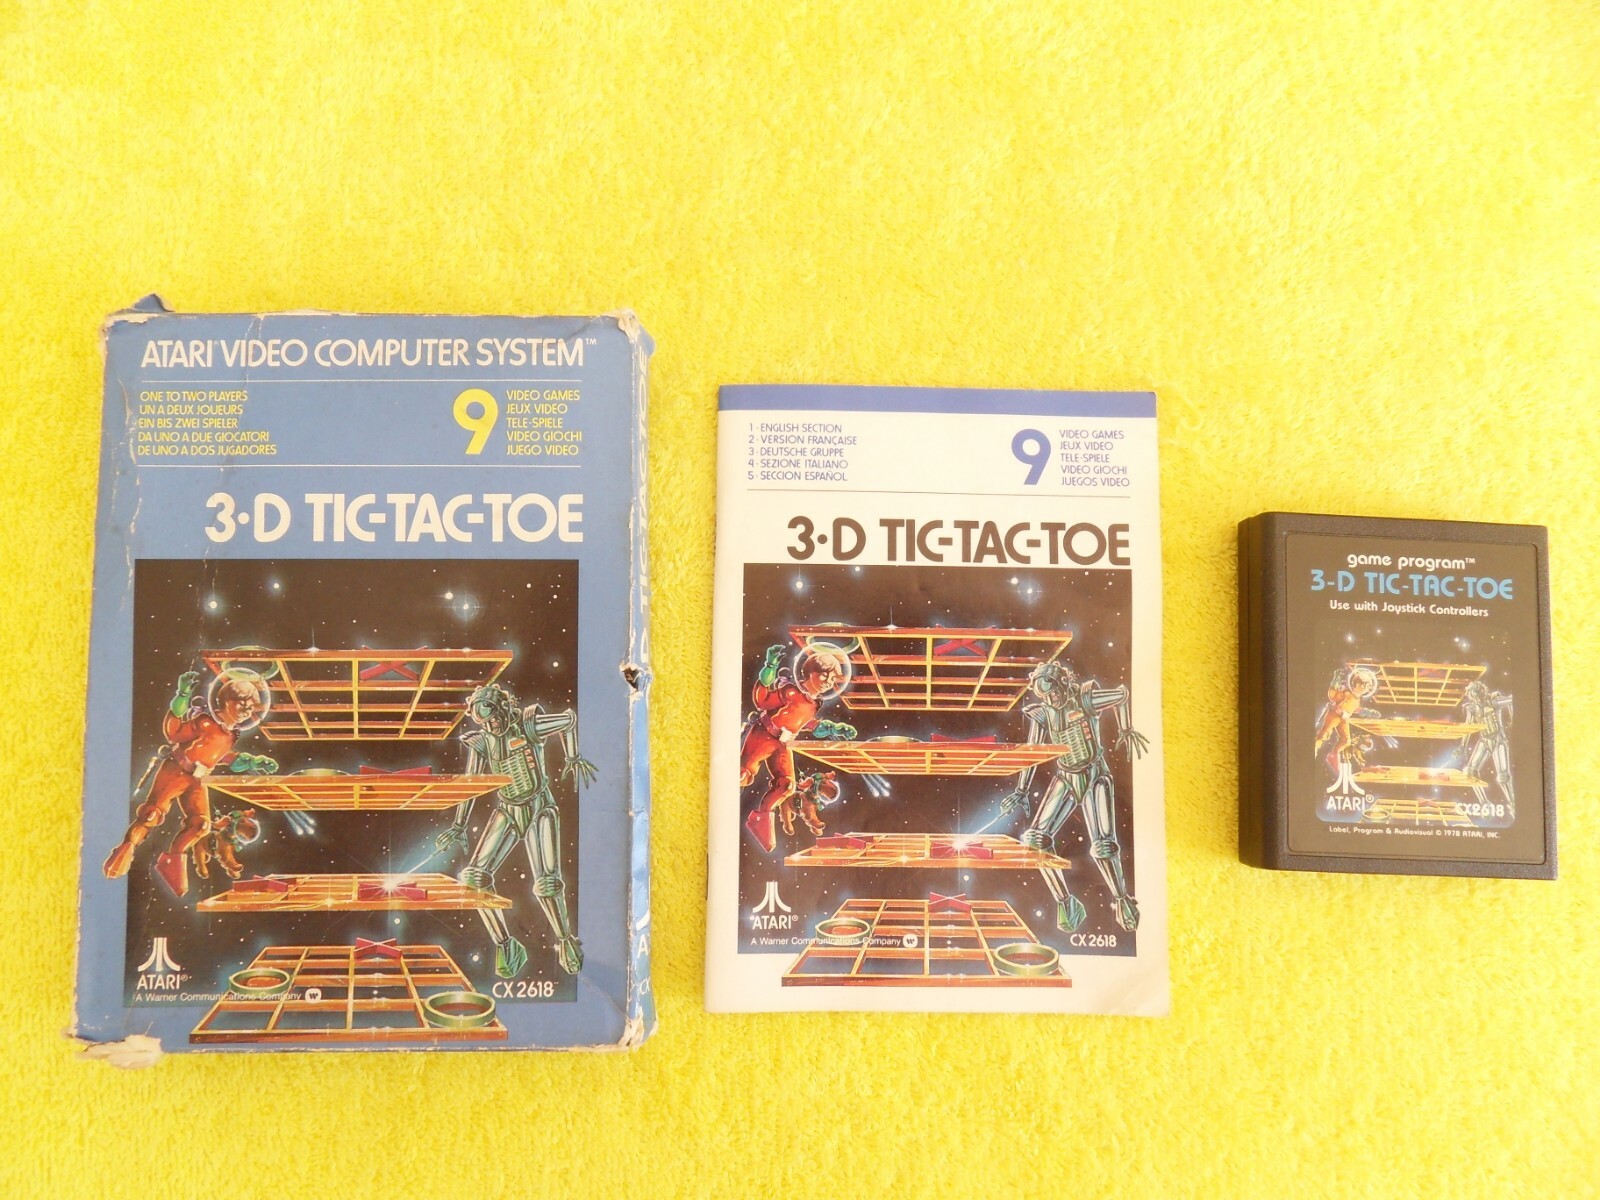 ATARI® VIDEO COMPUTER SYSTEM™
ONE TO TWO PLAYERS
UN A DEUX JOUEURS
EIN BIS ZWEI SPIELER
DA UNO A DUE GIOCATORI
DE UNO A DOS JUGADORES
9
VIDEO GAMES
JEUX VIDEO
TELE-SPIELE
VIDEO GIOCHI
JUEGO VIDEO
3·D TIC-TAC-TOE
ATARI®
A Warner Communications Company
CX2618™
1·ENGLISH SECTION
2·VERSION FRANÇAISE
3·DEUTSCHE GRUPPE
4·SEZIONE ITALIANO
5·SECCION ESPAÑOL
9
VIDEO GAMES
JEUX VIDEO
TELE-SPIELE
VIDEO GIOCHI
JUEGOS VIDEO
3·D TIC-TAC-TOE
ATARI®
A Warner Communications Company
CX2618
game program™
3-D TIC-TAC-TOE
Use with Joystick Controllers
ATARI®
CX2618
Label, Program & Audiovisual © 1978 ATARI, INC.